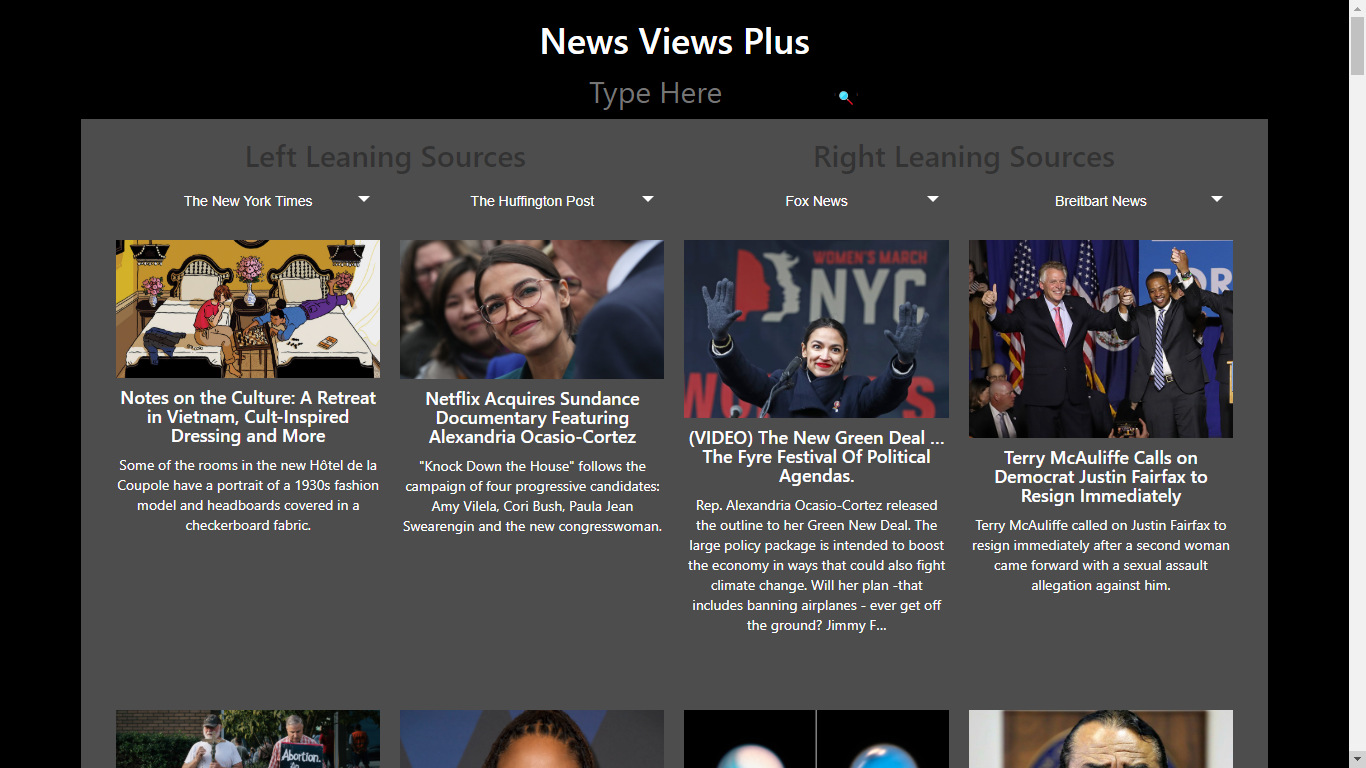 News Views Plus
Type Here
Left Leaning Sources
Right Leaning Sources
The New York Times
The Huffington Post
Fox News
Breitbart News
WOMEN'S MARCH
NYC
Notes on the Culture: A Retreat
in Vietnam, Cult-Inspired
Dressing and More
Some of the rooms in the new Hôtel de la
Coupole have a portrait of a 1930s fashion
model and headboards covered in a
checkerboard fabric.
Netflix Acquires Sundance
Documentary Featuring
Alexandria Ocasio-Cortez
"Knock Down the House" follows the
campaign of four progressive candidates:
Amy Vilela, Cori Bush, Paula Jean
Swearengin and the new congresswoman.
(VIDEO) The New Green Deal ...
The Fyre Festival Of Political
Agendas.
Rep. Alexandria Ocasio-Cortez released
the outline to her Green New Deal. The
large policy package is intended to boost
the economy in ways that could also fight
climate change. Will her plan -that
includes banning airplanes - ever get off
the ground? Jimmy F...
Terry McAuliffe Calls on
Democrat Justin Fairfax to
Resign Immediately
Terry McAuliffe called on Justin Fairfax to
resign immediately after a second woman
came forward with a sexual assault
allegation against him.
Abortion.